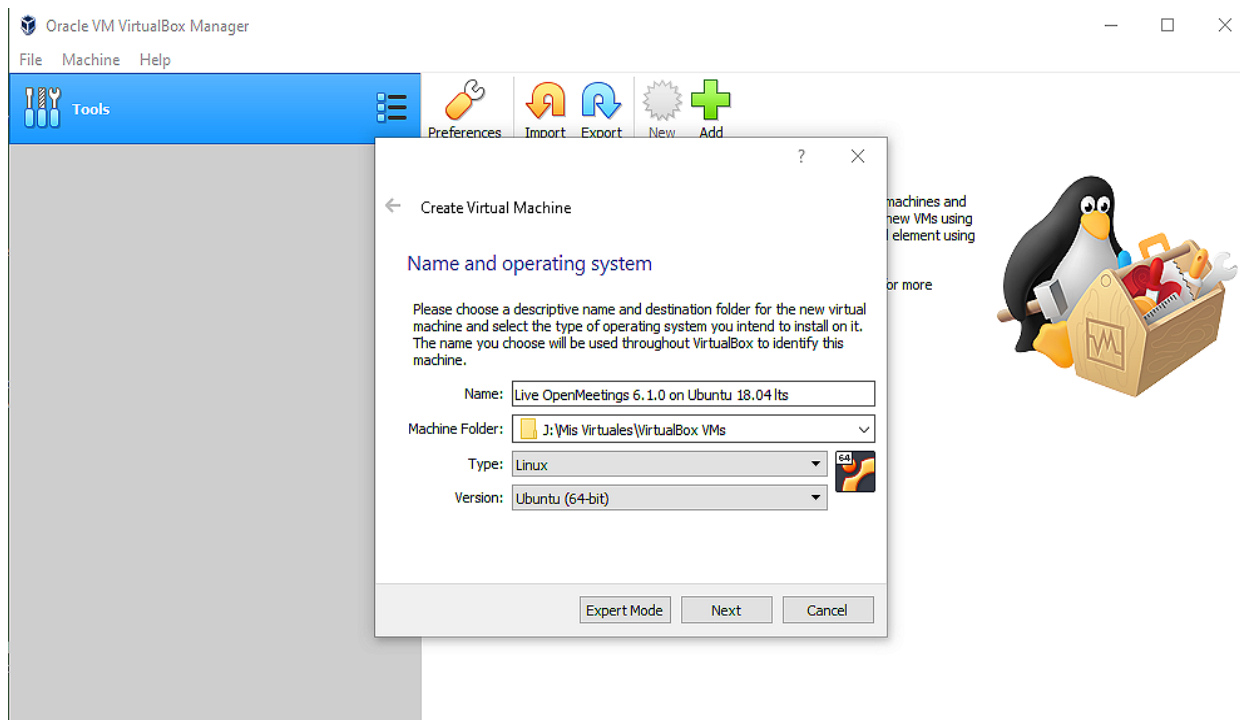 Oracle VM VirtualBox Manager
File Machine Help
Tools
Preferences Import Export New Add
machines and
new VMs using
element using
or more
?
Create Virtual Machine
Name and operating system
Please choose a descriptive name and destination folder for the new virtual
machine and select the type of operating system you intend to install on it.
The name you choose will be used throughout VirtualBox to identify this
machine.
Name: Live OpenMeetings 6.1.0 on Ubuntu 18.04 lts
Machine Folder: J:\Mis Virtuales\VirtualBox VMs
Type: Linux
64
Version: Ubuntu (64-bit)
Expert Mode Next Cancel